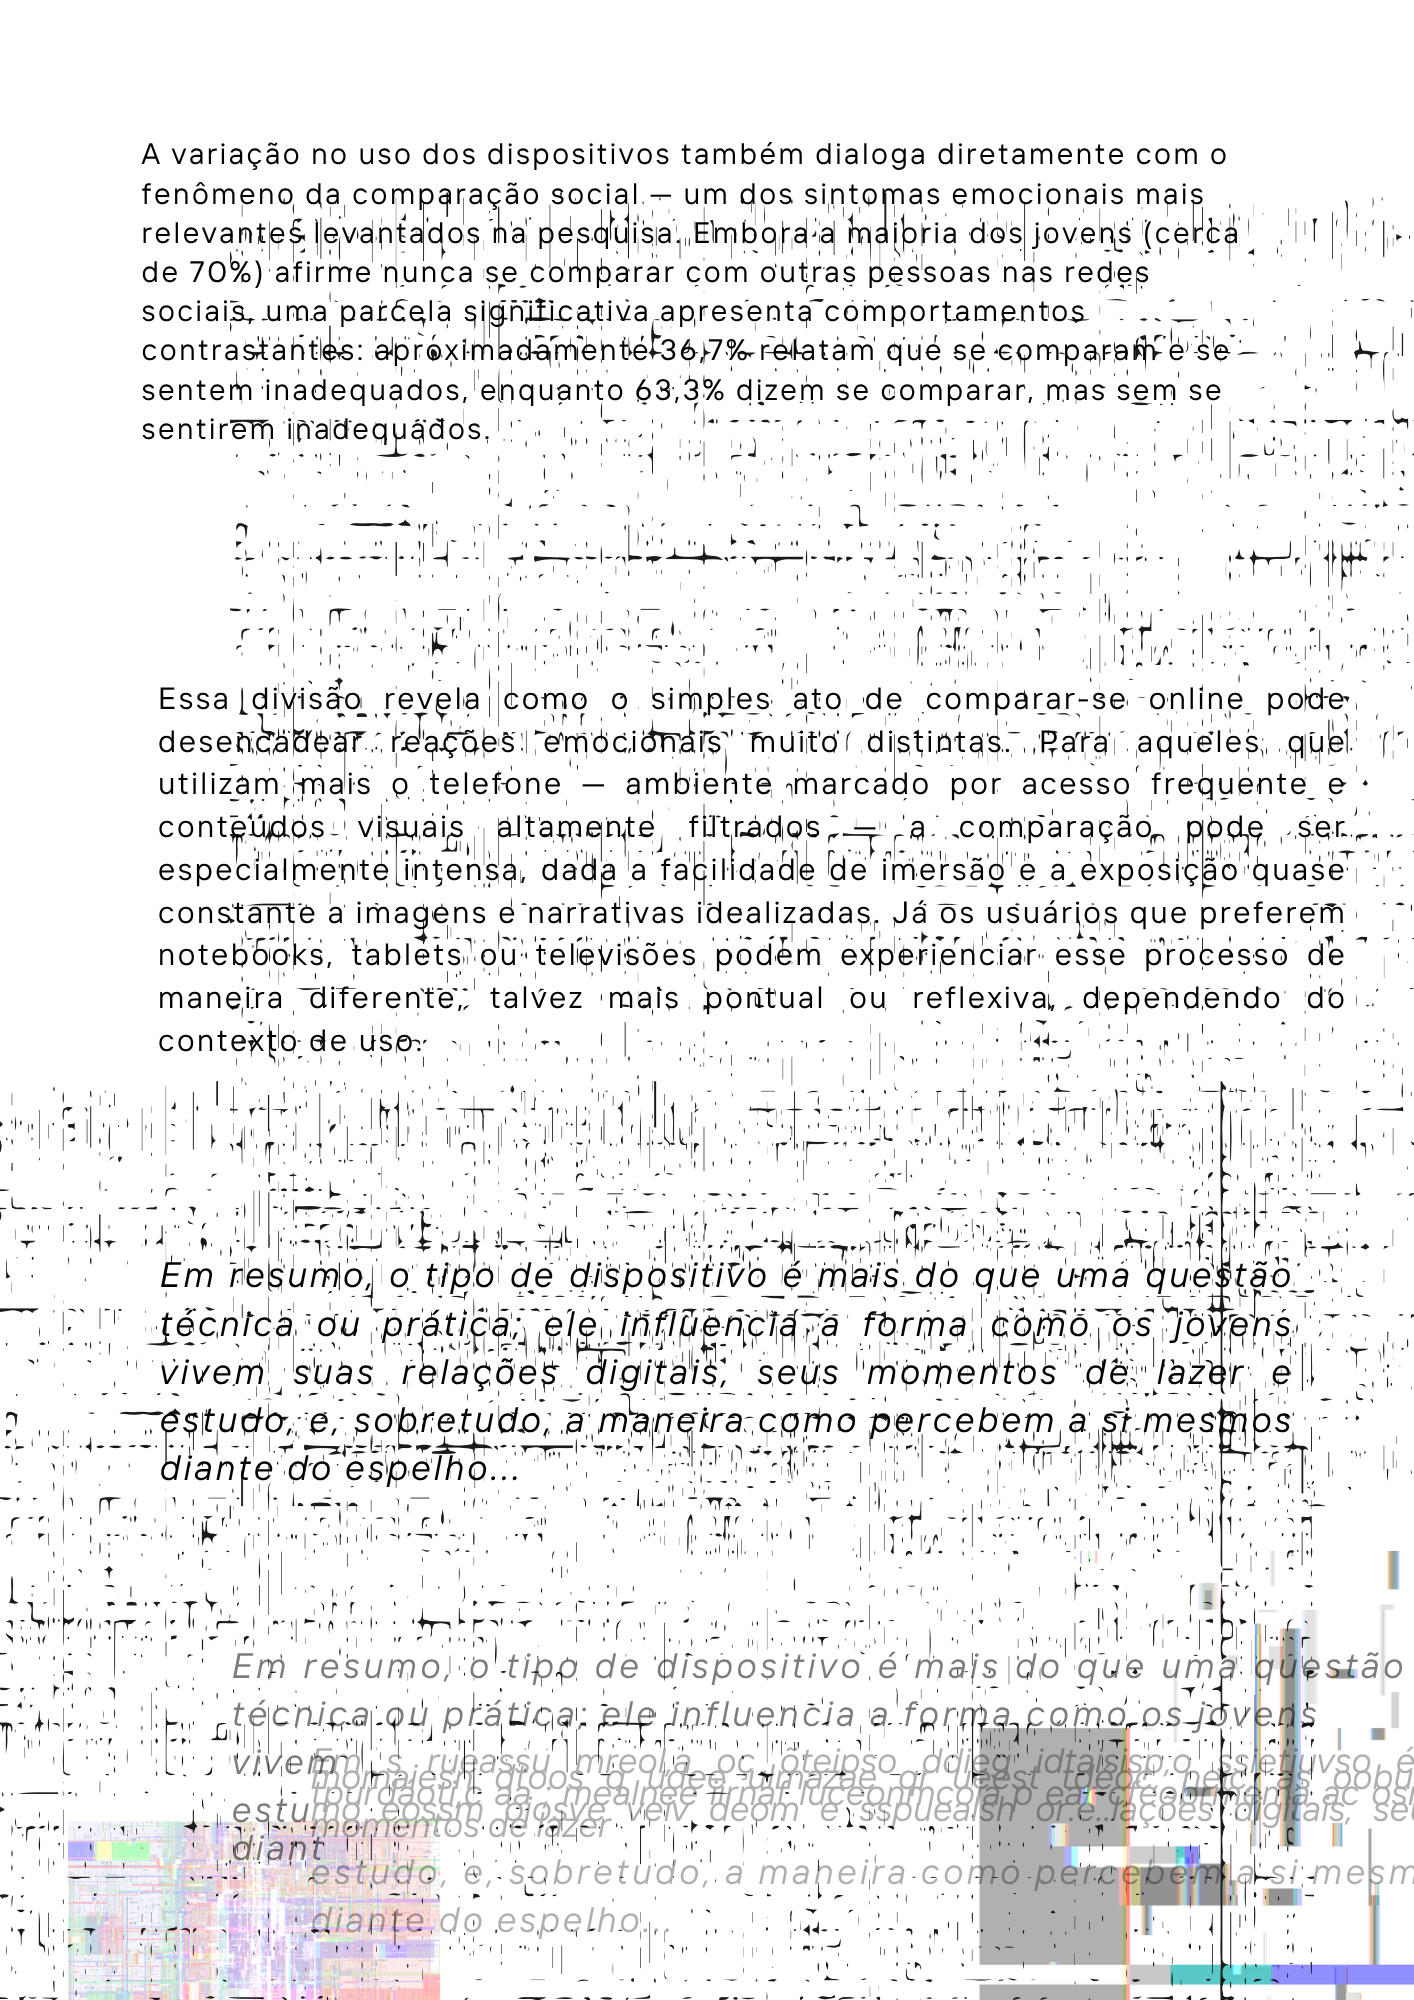 A variação no uso dos dispositivos também dialoga diretamente com o
fenômeno da comparação social — um dos sintomas emocionais mais
relevantes levantados na pesquisa. Embora a maioria dos jovens (cerca
de 70%) afirme nunca se comparar com outras pessoas nas redes
sociais, uma parcela significativa apresenta comportamentos
contrastantes: aproximadamente 36,7% relatam que se comparam e se
sentem inadequados, enquanto 63,3% dizem se comparar, mas sem se
sentirem inadequados.
Essa divisão revela como o simples ato de comparar-se online pode
desencadear reações emocionais muito distintas. Para aqueles que
utilizam mais o telefone — ambiente marcado por acesso frequente e
conteúdos visuais altamente filtrados — a comparação pode ser
especialmente intensa, dada a facilidade de imersão e a exposição quase
constante a imagens e narrativas idealizadas. Já os usuários que preferem
notebooks, tablets ou televisões podem experienciar esse processo de
maneira diferente, talvez mais pontual ou reflexiva, dependendo do
contexto de uso.
Em resumo, o tipo de dispositivo é mais do que uma questão
técnica ou prática; ele influencia a forma como os jovens
vivem suas relações digitais, seus momentos de lazer e
estudo, e, sobretudo, a maneira como percebem a si mesmos
diante do espelho...
Em resumo, o tipo de dispositivo é mais do que uma questão
técnica ou prática; ele influencia a forma como os jovens
vivem
estu
diant
momentos de lazer
estudo, e, sobretudo, a maneira como percebem a si mesm
diante do espelho...